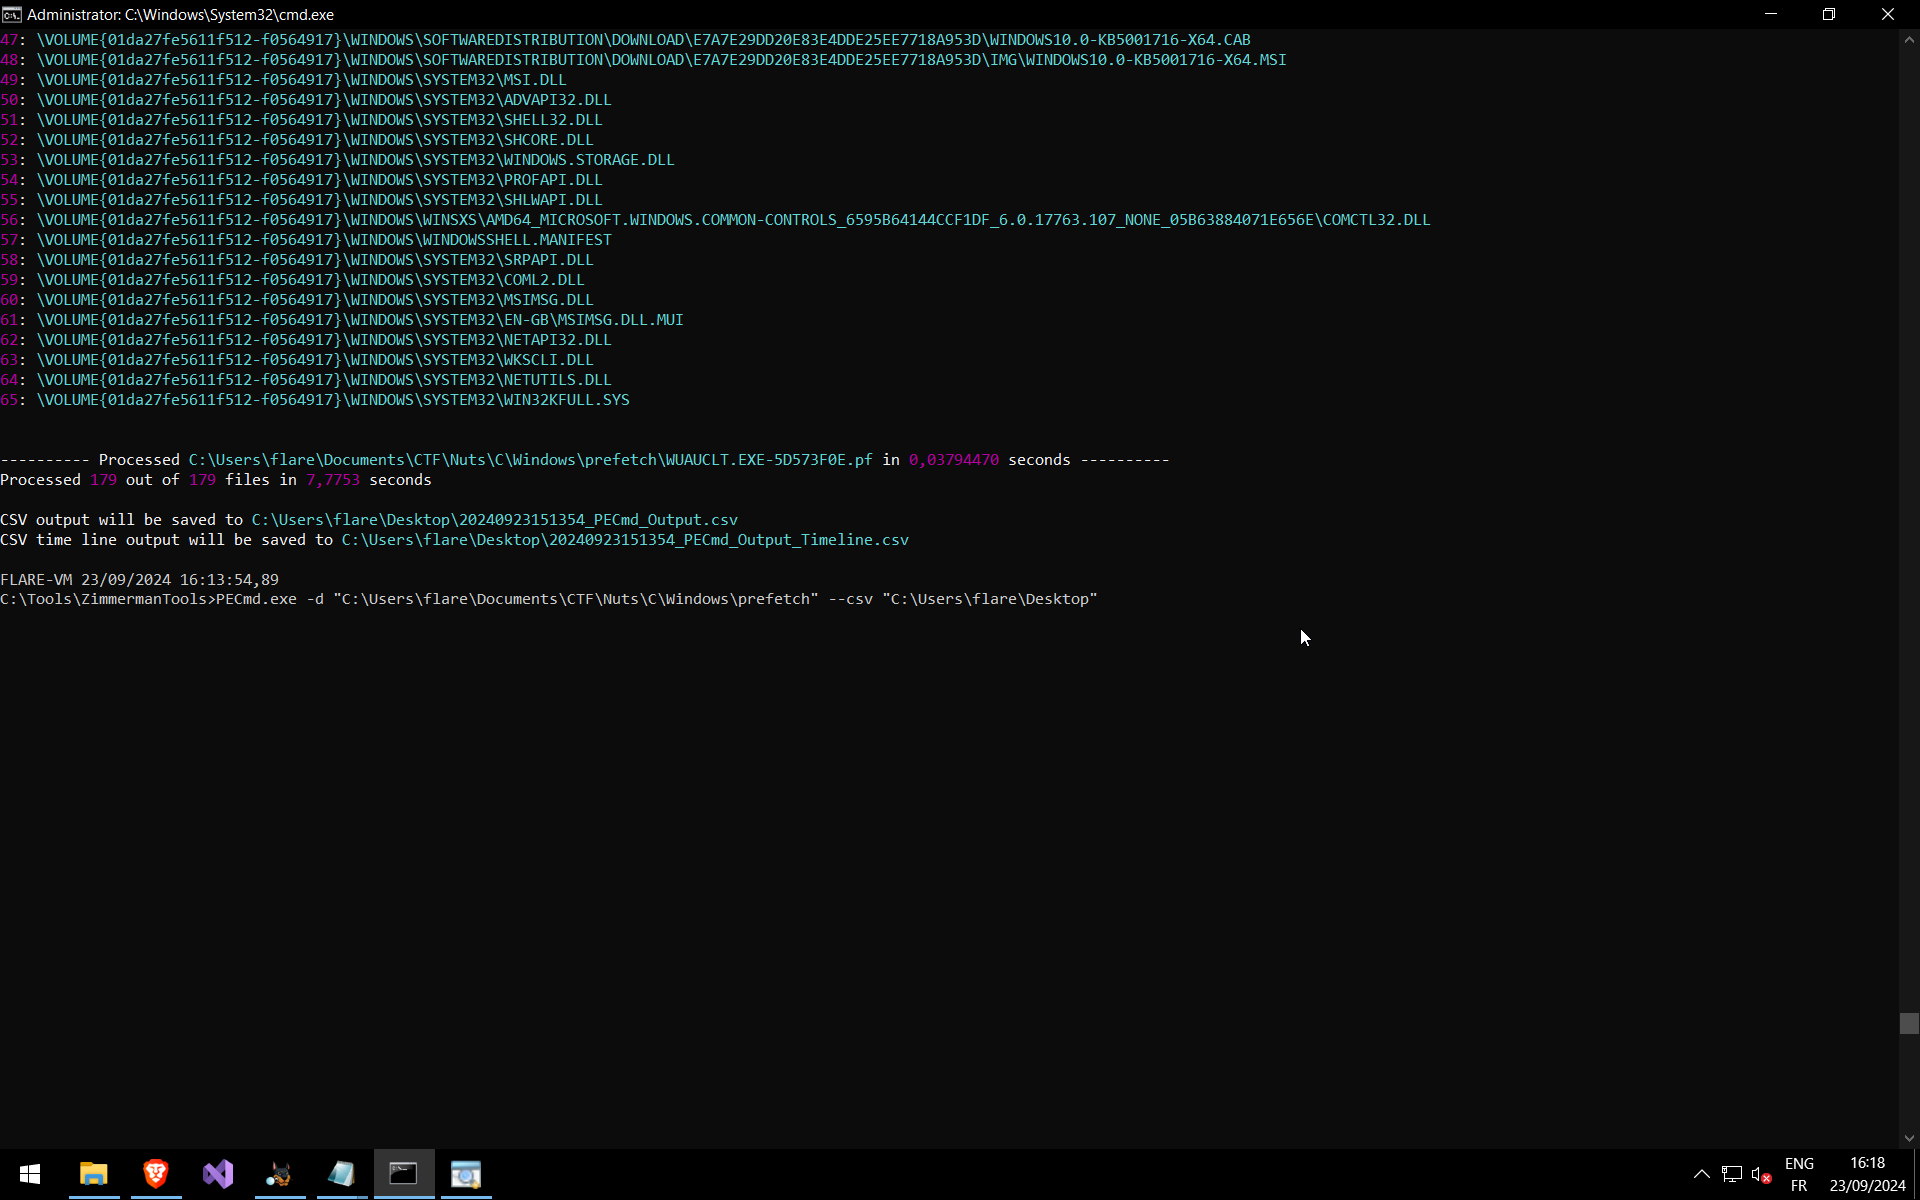 Administrator: C:\Windows\System32\cmd.exe
47: \VOLUME{01da27fe5611f512-f0564917}\WINDOWS\SOFTWAREDISTRIBUTION\DOWNLOAD\E7A7E29DD20E83E4DDE25EE7718A953D\WINDOWS10.0-KB5001716-X64.CAB
48: \VOLUME{01da27fe5611f512-f0564917}\WINDOWS\SOFTWAREDISTRIBUTION\DOWNLOAD\E7A7E29DD20E83E4DDE25EE7718A953D\IMG\WINDOWS10.0-KB5001716-X64.MSI
49: \VOLUME{01da27fe5611f512-f0564917}\WINDOWS\SYSTEM32\MSI.DLL
50: \VOLUME{01da27fe5611f512-f0564917}\WINDOWS\SYSTEM32\ADVAPI32.DLL
51: \VOLUME{01da27fe5611f512-f0564917}\WINDOWS\SYSTEM32\SHELL32.DLL
52: \VOLUME{01da27fe5611f512-f0564917}\WINDOWS\SYSTEM32\SHCORE.DLL
53: \VOLUME{01da27fe5611f512-f0564917}\WINDOWS\SYSTEM32\WINDOWS.STORAGE.DLL
54: \VOLUME{01da27fe5611f512-f0564917}\WINDOWS\SYSTEM32\PROFAPI.DLL
55: \VOLUME{01da27fe5611f512-f0564917}\WINDOWS\SYSTEM32\SHLWAPI.DLL
56: \VOLUME{01da27fe5611f512-f0564917}\WINDOWS\WINSXS\AMD64_MICROSOFT.WINDOWS.COMMON-CONTROLS_6595B64144CCF1DF_6.0.17763.107_NONE_05B63884071E656E\COMCTL32.DLL
57: \VOLUME{01da27fe5611f512-f0564917}\WINDOWS\WINDOWSSHELL.MANIFEST
58: \VOLUME{01da27fe5611f512-f0564917}\WINDOWS\SYSTEM32\SRPAPI.DLL
59: \VOLUME{01da27fe5611f512-f0564917}\WINDOWS\SYSTEM32\COML2.DLL
60: \VOLUME{01da27fe5611f512-f0564917}\WINDOWS\SYSTEM32\MSIMSG.DLL
61: \VOLUME{01da27fe5611f512-f0564917}\WINDOWS\SYSTEM32\EN-GB\MSIMSG.DLL.MUI
62: \VOLUME{01da27fe5611f512-f0564917}\WINDOWS\SYSTEM32\NETAPI32.DLL
63: \VOLUME{01da27fe5611f512-f0564917}\WINDOWS\SYSTEM32\WKSCLI.DLL
64: \VOLUME{01da27fe5611f512-f0564917}\WINDOWS\SYSTEM32\NETUTILS.DLL
65: \VOLUME{01da27fe5611f512-f0564917}\WINDOWS\SYSTEM32\WIN32KFULL.SYS
---------- Processed C:\Users\flare\Documents\CTF\Nuts\C\Windows\prefetch\WUAUCLT.EXE-5D573F0E.pf in 0,03794470 seconds ----------
Processed 179 out of 179 files in 7,7753 seconds
CSV output will be saved to C:\Users\flare\Desktop\20240923151354_PECmd_Output.csv
CSV time line output will be saved to C:\Users\flare\Desktop\20240923151354_PECmd_Output_Timeline.csv
FLARE-VM 23/09/2024 16:13:54,89
C:\Tools\ZimmermanTools>PECmd.exe -d "C:\Users\flare\Documents\CTF\Nuts\C\Windows\prefetch" --csv "C:\Users\flare\Desktop"
ENG
FR
16:18
23/09/2024